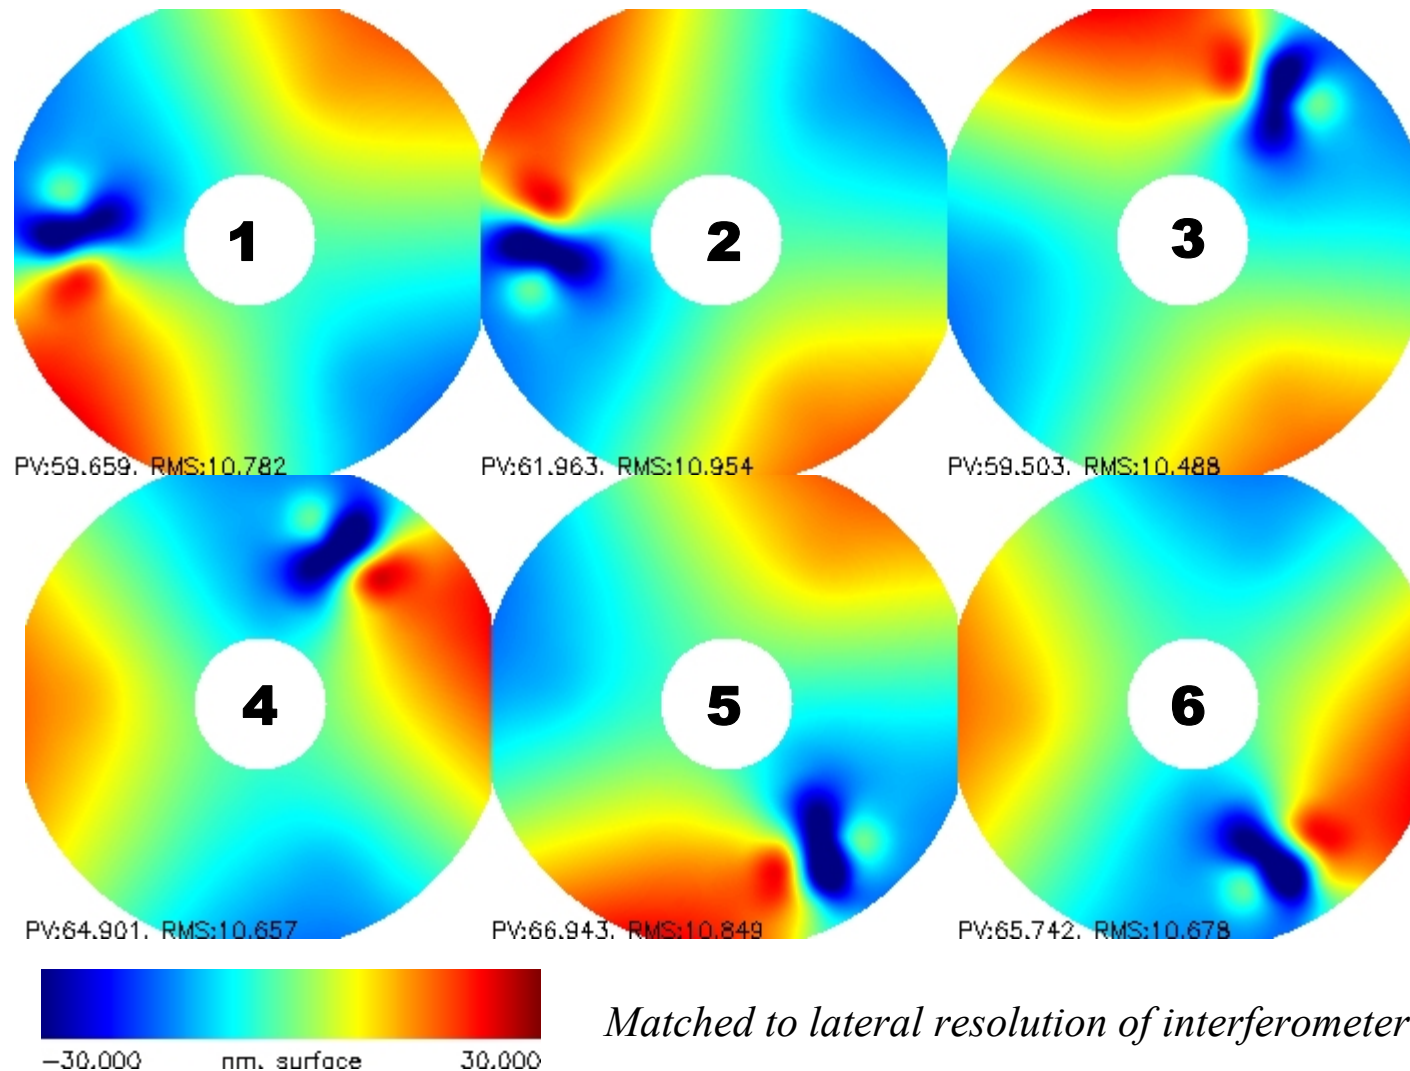 1 2 3
PV:59.659, RMS:10.782 PV:61.963, RMS:10.954 PV:59.503, RMS:10.488
4 5 6
PV:64.901, RMS:10.657 PV:66.943, RMS:10.849 PV:65.742, RMS:10.678
−30.000 nm, surface 30.000
Matched to lateral resolution of interferometer